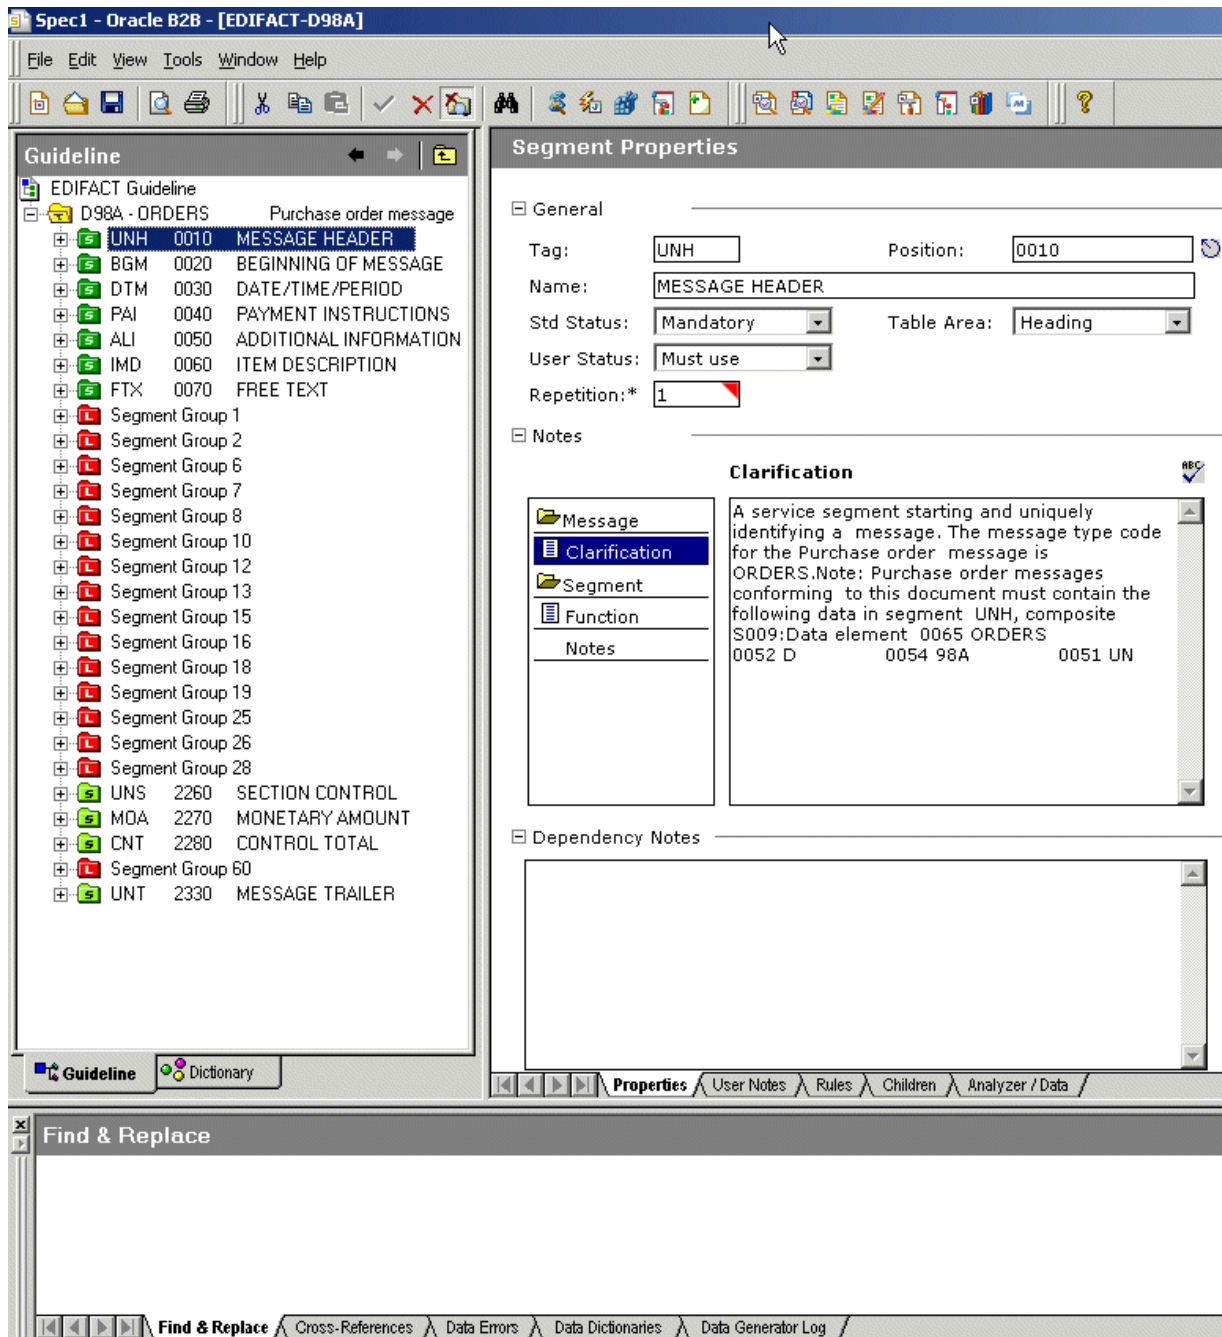 Spec1 - Oracle B2B - [EDIFACT-D98A]
File Edit View Tools Window Help
Guideline
EDIFACT Guideline
D98A - ORDERS Purchase order message
UNH 0010 MESSAGE HEADER
BGM 0020 BEGINNING OF MESSAGE
DTM 0030 DATE/TIME/PERIOD
PAI 0040 PAYMENT INSTRUCTIONS
ALI 0050 ADDITIONAL INFORMATION
IMD 0060 ITEM DESCRIPTION
FTX 0070 FREE TEXT
Segment Group 1
Segment Group 2
Segment Group 6
Segment Group 7
Segment Group 8
Segment Group 10
Segment Group 12
Segment Group 13
Segment Group 15
Segment Group 16
Segment Group 18
Segment Group 19
Segment Group 25
Segment Group 26
Segment Group 28
UNS 2260 SECTION CONTROL
MOA 2270 MONETARY AMOUNT
CNT 2280 CONTROL TOTAL
Segment Group 60
UNT 2330 MESSAGE TRAILER
Guideline Dictionary
Segment Properties
General
Tag: UNH Position: 0010
Name: MESSAGE HEADER
Std Status: Mandatory Table Area: Heading
User Status: Must use
Repetition:* 1
Notes
Clarification
ABC
Message
Clarification
Segment
Function
Notes
A service segment starting and uniquely
identifying a message. The message type code
for the Purchase order message is
ORDERS.Note: Purchase order messages
conforming to this document must contain the
following data in segment UNH, composite
S009:Data element 0065 ORDERS
0052 D 0054 98A 0051 UN
Dependency Notes
Properties User Notes Rules Children Analyzer / Data
Find & Replace
Find & Replace Cross-References Data Errors Data Dictionaries Data Generator Log